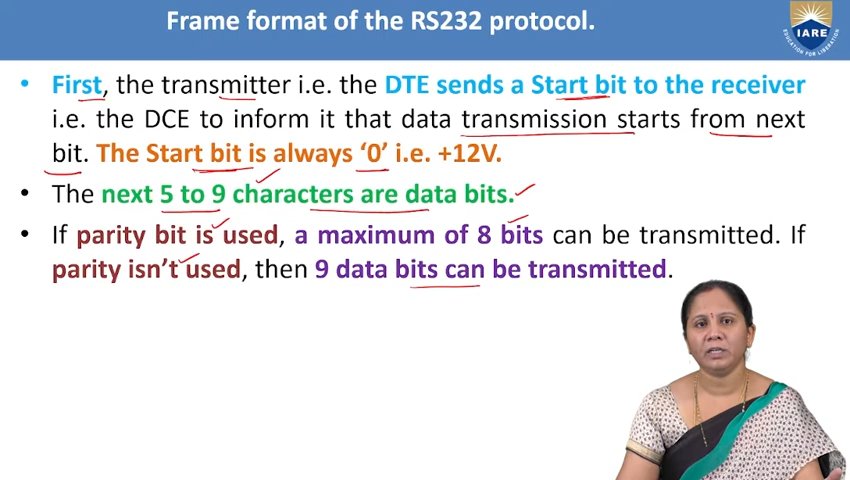 Frame format of the RS232 protocol.
IARE
EDUCATION FOR LIBERATION
• First, the transmitter i.e. the DTE sends a Start bit to the receiver
i.e. the DCE to inform it that data transmission starts from next
bit. The Start bit is always ‘0’ i.e. +12V.
• The next 5 to 9 characters are data bits.
• If parity bit is used, a maximum of 8 bits can be transmitted. If
parity isn’t used, then 9 data bits can be transmitted.